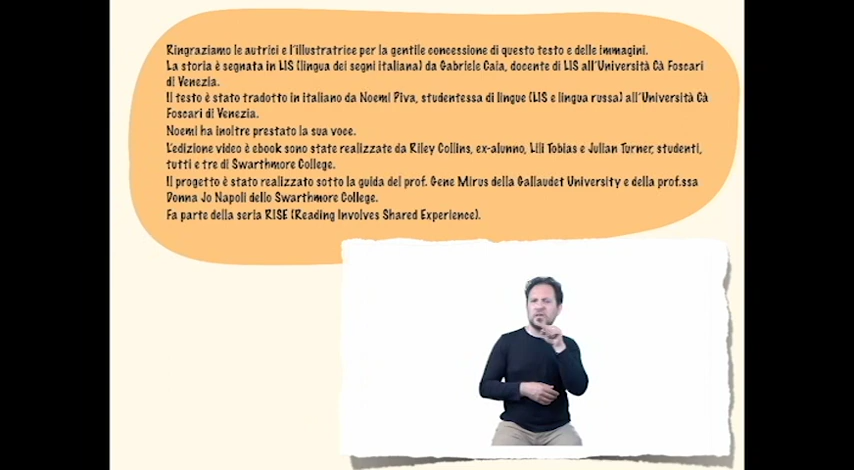 Ringraziamo le autrici e l'illustratrice per la gentile concessione di questo testo e delle immagini.
La storia è segnata in LIS (lingua dei segni italiana) da Gabriele Caia, docente di LIS all'Università Cà Foscari
di Venezia.
Il testo è stato tradotto in italiano da Noemi Piva, studentessa di lingue (LIS e lingua russa) all'Università Cà
Foscari di Venezia.
Noemi ha inoltre prestato la sua voce.
L'edizione video è ebook sono state realizzate da Riley Collins, ex-alunno, Lili Tobias e Julian Turner, studenti,
tutti e tre di Swarthmore College.
Il progetto è stato realizzato sotto la guida del prof. Gene Mirus della Gallaudet University e della prof.ssa
Donna Jo Napoli dello Swarthmore College.
Fa parte della seria RISE (Reading Involves Shared Experience).